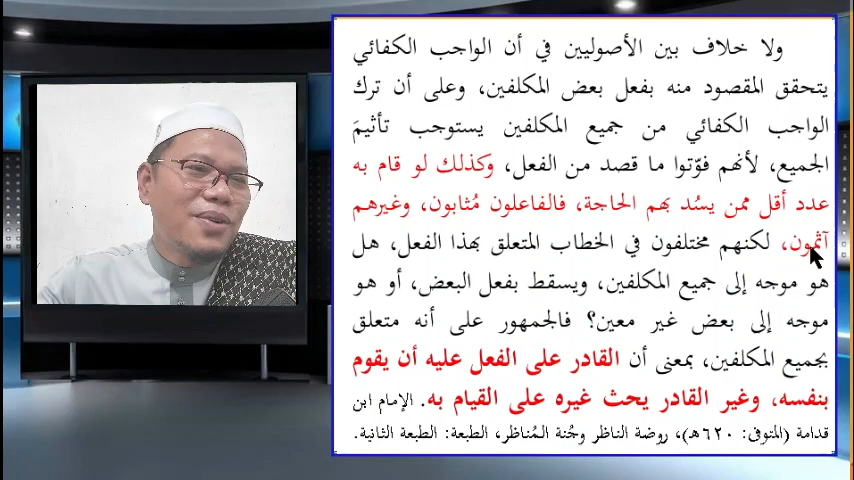 ولا خلاف بين الأصوليين في أن الواجب الكفائي
يتحقق المقصود منه بفعل بعض المكلفين، وعلى أن ترك
الواجب الكفائي من جميع المكلفين يستوجب تأثيمَ
الجميع، لأنهم فوّتوا ما قصد من الفعل، وكذلك لو قام به
عدد أقل ممن يسُد بهم الحاجة، فالفاعلون مُثابون، وغيرهم
آثمون، لكنهم مختلفون في الخطاب المتعلق بهذا الفعل، هل
هو موجه إلى جميع المكلفين، ويسقط بفعل البعض، أو هو
موجه إلى بعض غير معين؟ فالجمهور على أنه متعلق
بجميع المكلفين، بمعنى أن القادر على الفعل عليه أن يقوم
بنفسه، وغير القادر يحث غيره على القيام به. الإمام ابن
قدامة (المتوفى: ٦٢٠هـ)، روضة الناظر وجُنة المُناظر، الطبعة: الطبعة الثانية.